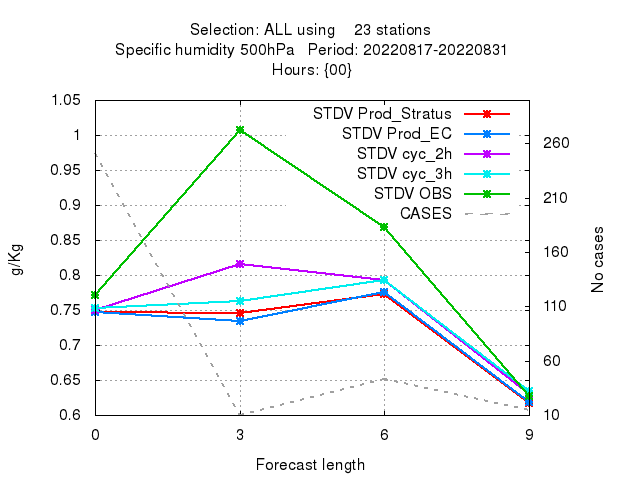 Selection: ALL using    23 stations
Specific humidity 500hPa   Period: 20220817-20220831
Hours: {00}
STDV Prod_Stratus
STDV Prod_EC
STDV cyc_2h
STDV cyc_3h
STDV OBS
CASES
1.05
1
0.95
0.9
0.85
0.8
0.75
0.7
0.65
0.6
g/Kg
260
210
160
110
60
10
No cases
0 3 6 9
Forecast length